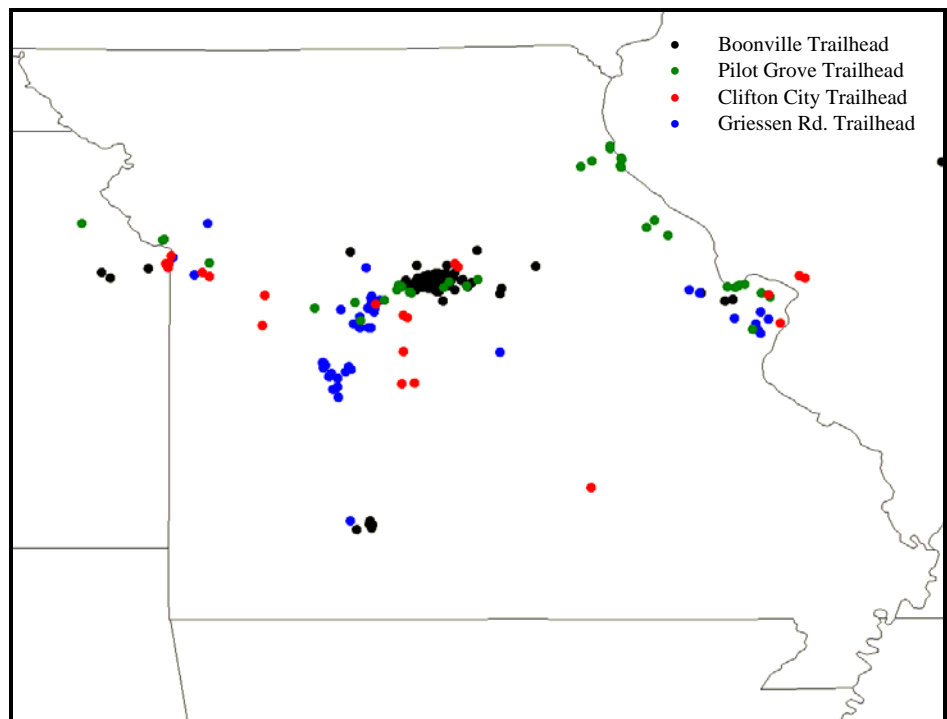 Boonville Trailhead
Pilot Grove Trailhead
Clifton City Trailhead
Griessen Rd. Trailhead